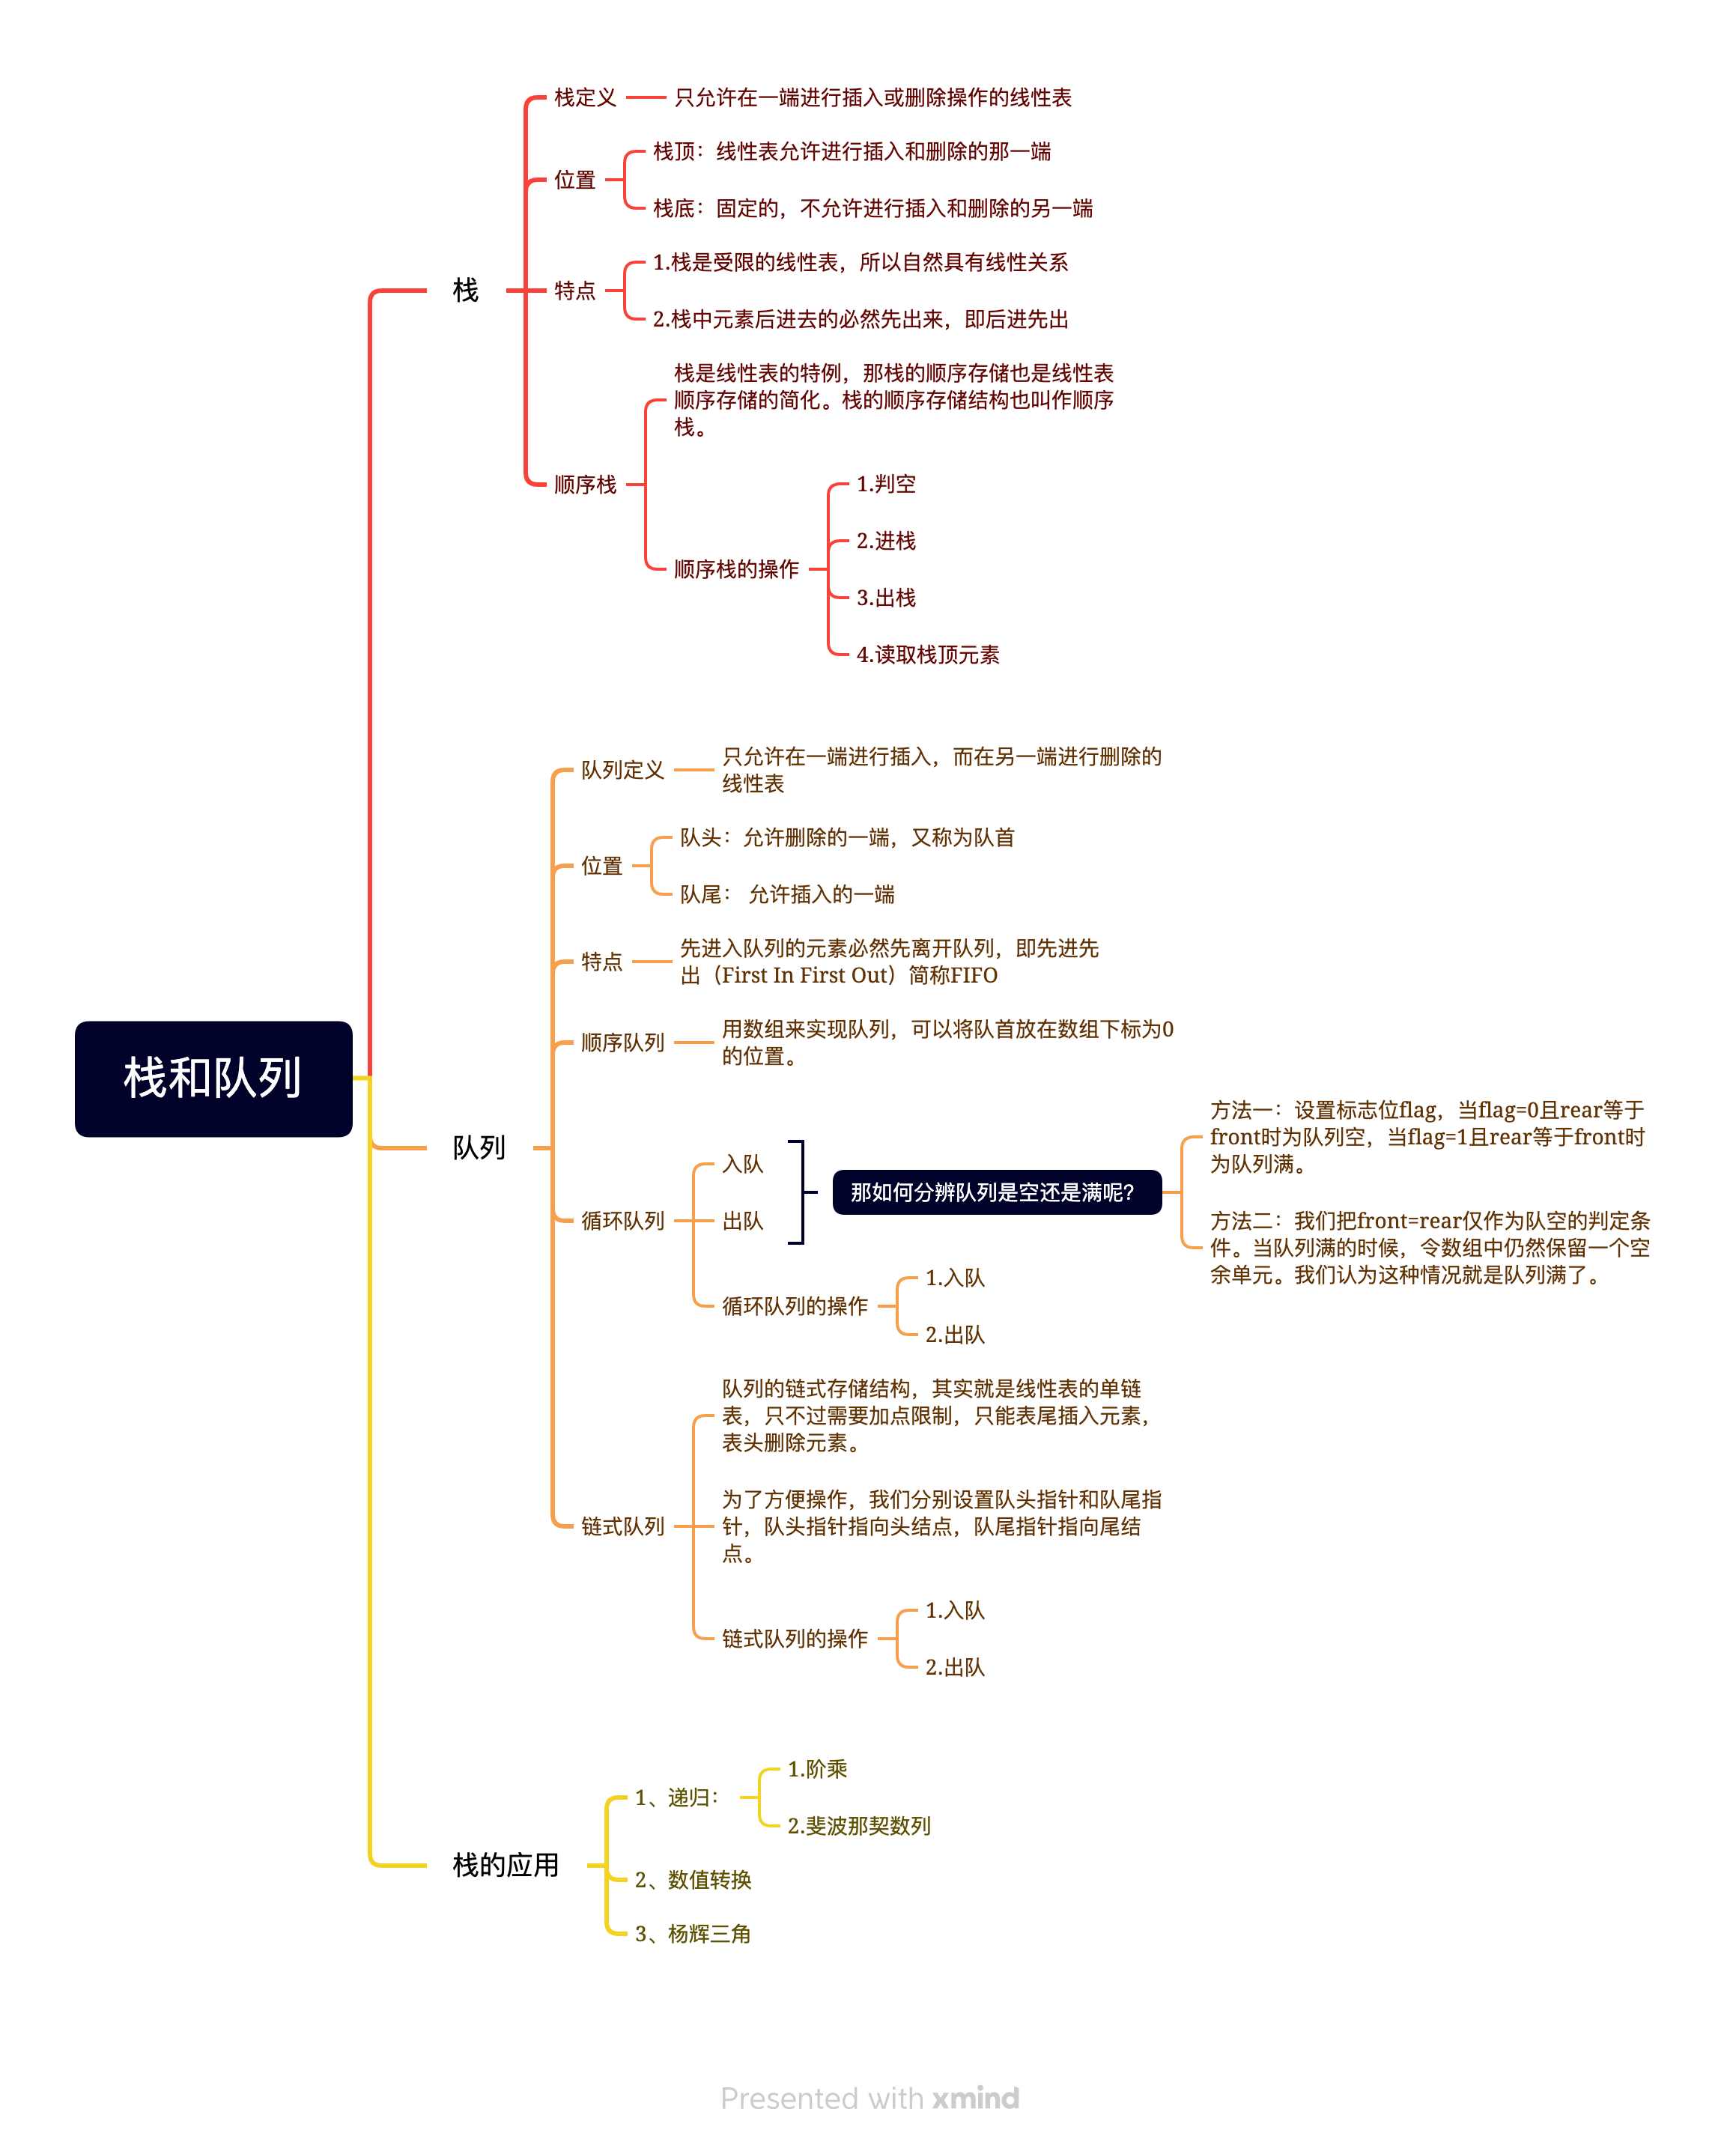 栈和队列
栈
栈定义
只允许在一端进行插入或删除操作的线性表
位置
栈顶：线性表允许进行插入和删除的那一端
栈底：固定的，不允许进行插入和删除的另一端
特点
1.栈是受限的线性表，所以自然具有线性关系
2.栈中元素后进去的必然先出来，即后进先出
顺序栈
栈是线性表的特例，那栈的顺序存储也是线性表
顺序存储的简化。栈的顺序存储结构也叫作顺序
栈。
顺序栈的操作
1.判空
2.进栈
3.出栈
4.读取栈顶元素
队列
队列定义
只允许在一端进行插入，而在另一端进行删除的
线性表
位置
队头：允许删除的一端，又称为队首
队尾： 允许插入的一端
特点
先进入队列的元素必然先离开队列，即先进先
出（First In First Out）简称FIFO
顺序队列
用数组来实现队列，可以将队首放在数组下标为0
的位置。
循环队列
入队
出队
那如何分辨队列是空还是满呢？
方法一：设置标志位flag，当flag=0且rear等于
front时为队列空，当flag=1且rear等于front时
为队列满。
方法二：我们把front=rear仅作为队空的判定条
件。当队列满的时候，令数组中仍然保留一个空
余单元。我们认为这种情况就是队列满了。
循环队列的操作
1.入队
2.出队
链式队列
队列的链式存储结构，其实就是线性表的单链
表，只不过需要加点限制，只能表尾插入元素，
表头删除元素。
为了方便操作，我们分别设置队头指针和队尾指
针，队头指针指向头结点，队尾指针指向尾结
点。
链式队列的操作
1.入队
2.出队
栈的应用
1、递归：
1.阶乘
2.斐波那契数列
2、数值转换
3、杨辉三角
Presented with xmind